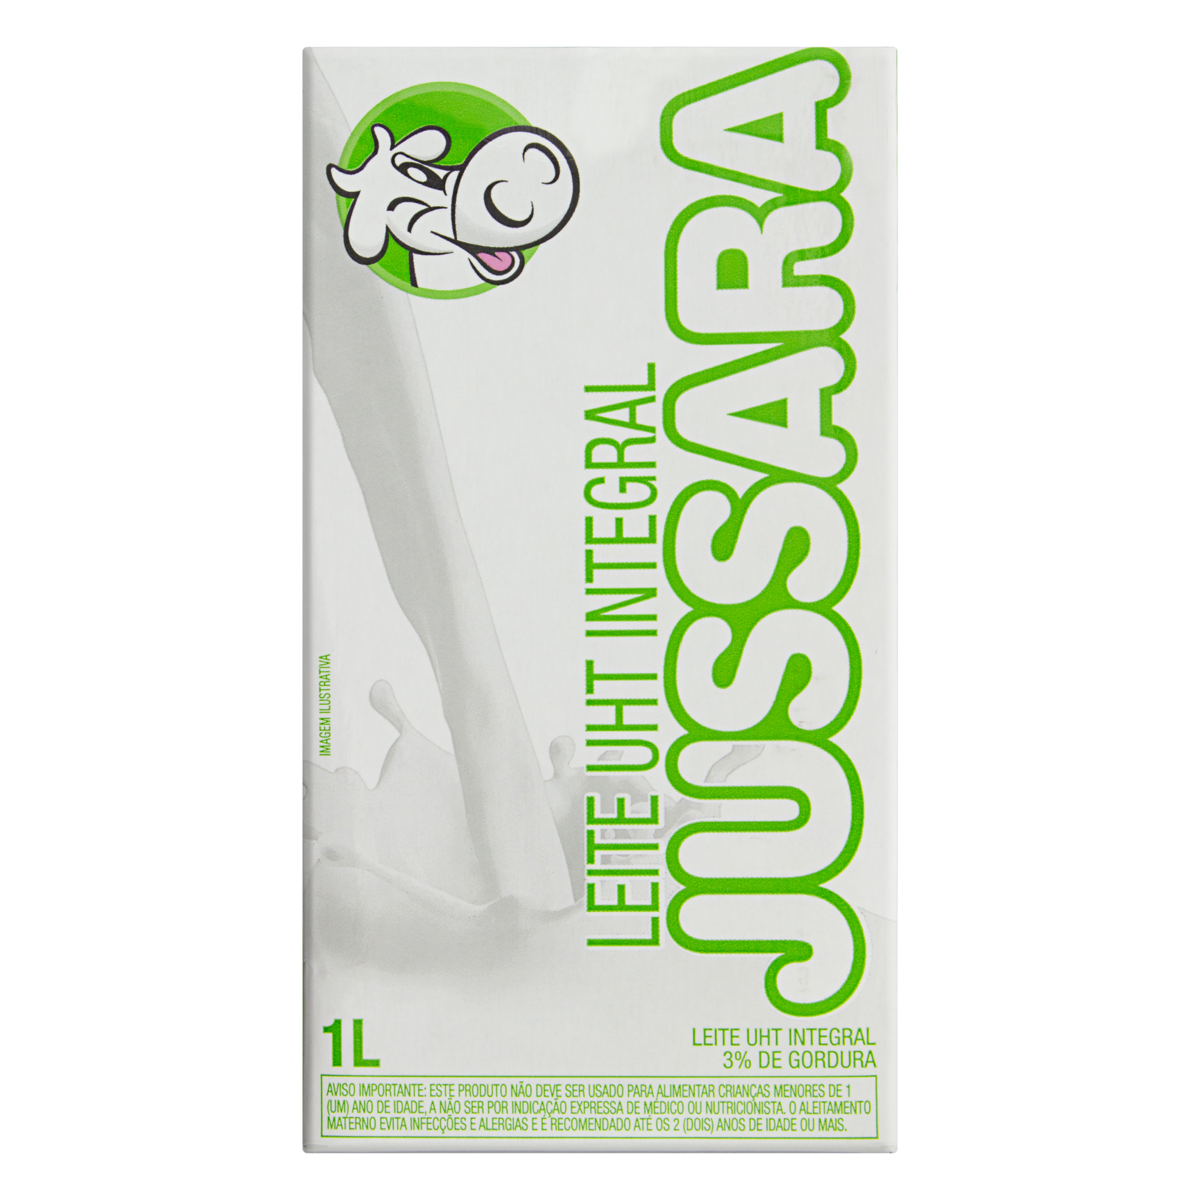 JUSSARA
LEITE UHT INTEGRAL
IMAGEM ILUSTRATIVA
1L
LEITE UHT INTEGRAL
3% DE GORDURA
AVISO IMPORTANTE: ESTE PRODUTO NÃO DEVE SER USADO PARA ALIMENTAR CRIANÇAS MENORES DE 1
(UM) ANO DE IDADE, A NÃO SER POR INDICAÇÃO EXPRESSA DE MÉDICO OU NUTRICIONISTA. O ALEITAMENTO
MATERNO EVITA INFECÇÕES E ALERGIAS E É RECOMENDADO ATÉ OS 2 (DOIS) ANOS DE IDADE OU MAIS.